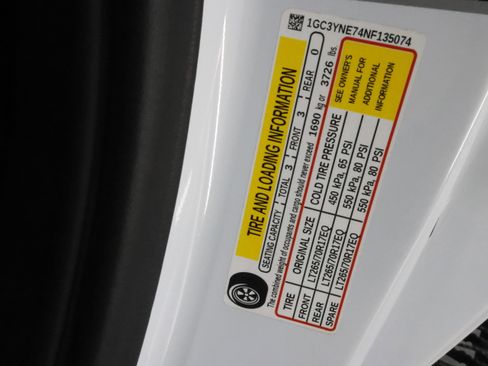 1GC3YNE74NF135074
TIRE AND LOADING INFORMATION
SEATING CAPACITY TOTAL 3 FRONT 3 REAR 0
The combined weight of occupants and cargo should never exceed 1690 kg or 3726 lbs.
TIRE ORIGINAL SIZE COLD TIRE PRESSURE
FRONT LT265/70R17EQ 450 kPa, 65 PSI
REAR LT265/70R17EQ 550 kPa, 80 PSI
SPARE LT265/70R17EQ 550 kPa, 80 PSI
SEE OWNER'S
MANUAL FOR
ADDITIONAL
INFORMATION